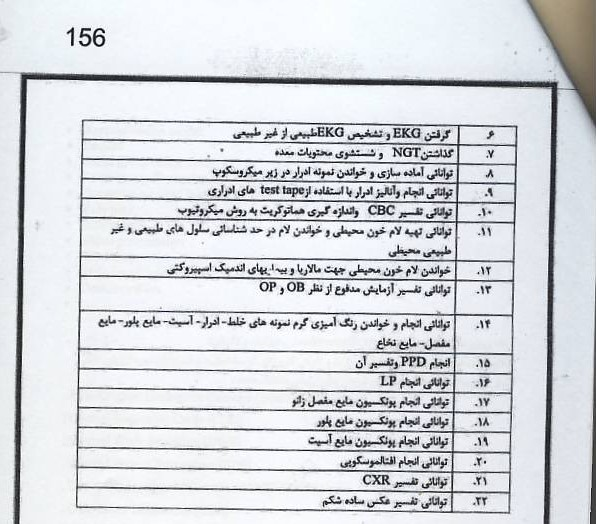 156
۶. گرفتن EKG و تشخیص EKGطبیعی از غیر طبیعی
۷. گذاشتنNGT و شستشوی محتویات معده
۸. توانائی آماده سازی و خواندن نمونه ادرار در زیر میکروسکوپ
۹. توانائی انجام وآنالیز ادرار با استفاده ازtest tape های ادراری
۱۰. توانائی تفسیر CBC واندازه گیری هماتوکریت به روش میکروتیوب
۱۱. توانائی تهیه لام خون محیطی و خواندن لام در حد شناسائی سلول های طبیعی و غیر
طبیعی محیطی
۱۲. خواندن لام خون محیطی جهت مالاریا و بیماریهای اندمیک اسپیروکتی
۱۳. توانائی تفسیر آزمایش مدفوع از نظر OB و OP
۱۴. توانائی انجام و خواندن رنگ آمیزی گرم نمونه های خلط- ادرار- آسیت- مایع پلور- مایع
مفصل- مایع نخاع
۱۵. انجام PPD وتفسیر آن
۱۶. توانائی انجام LP
۱۷. توانائی انجام پونکسیون مایع مفصل زانو
۱۸. توانائی انجام پونکسیون مایع پلور
۱۹. توانائی انجام پونکسیون مایع آسیت
۲۰. توانائی انجام افتالموسکوپی
۲۱. توانائی تفسیر CXR
۲۲. توانائی تفسیر عکس ساده شکم